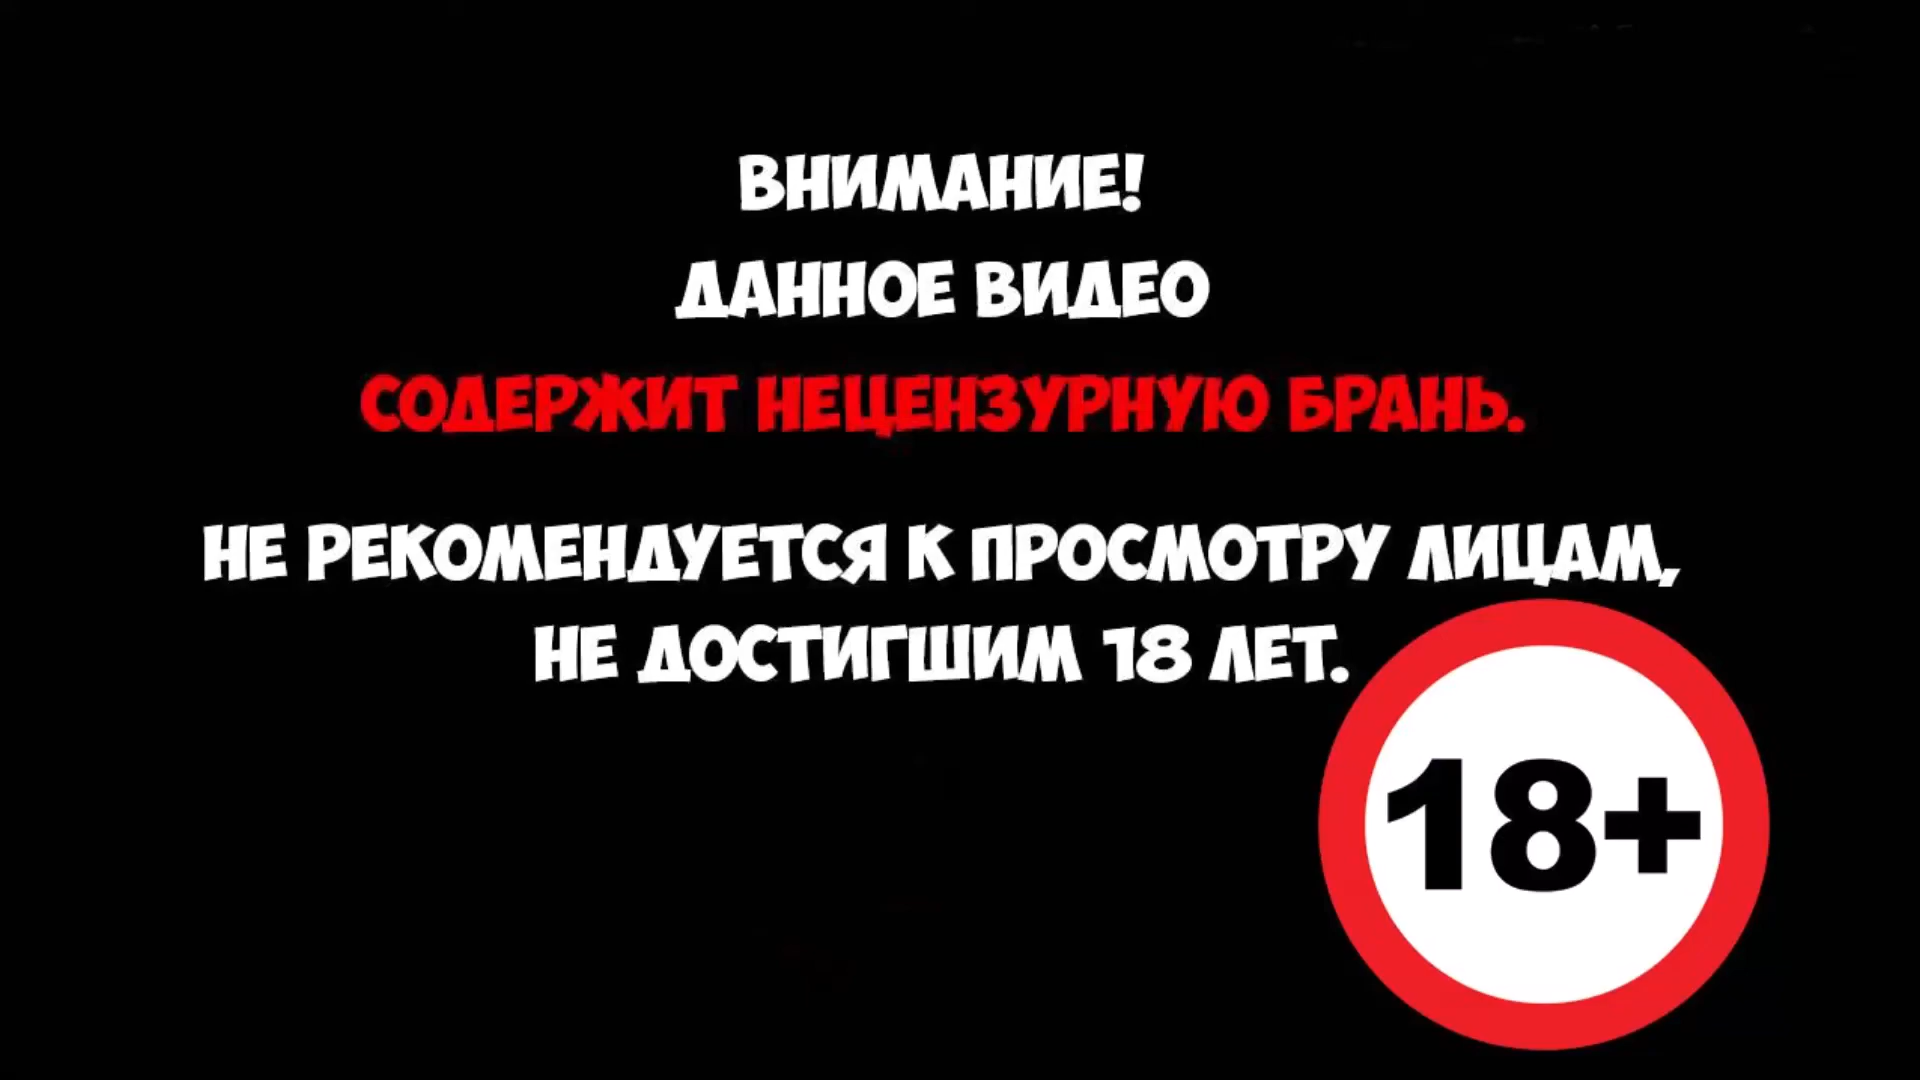 ВНИМАНИЕ!
ДАННОЕ ВИДЕО
СОДЕРЖИТ НЕЦЕНЗУРНУЮ БРАНЬ.
НЕ РЕКОМЕНДУЕТСЯ К ПРОСМОТРУ ЛИЦАМ,
НЕ ДОСТИГШИМ 18 ЛЕТ.
18+